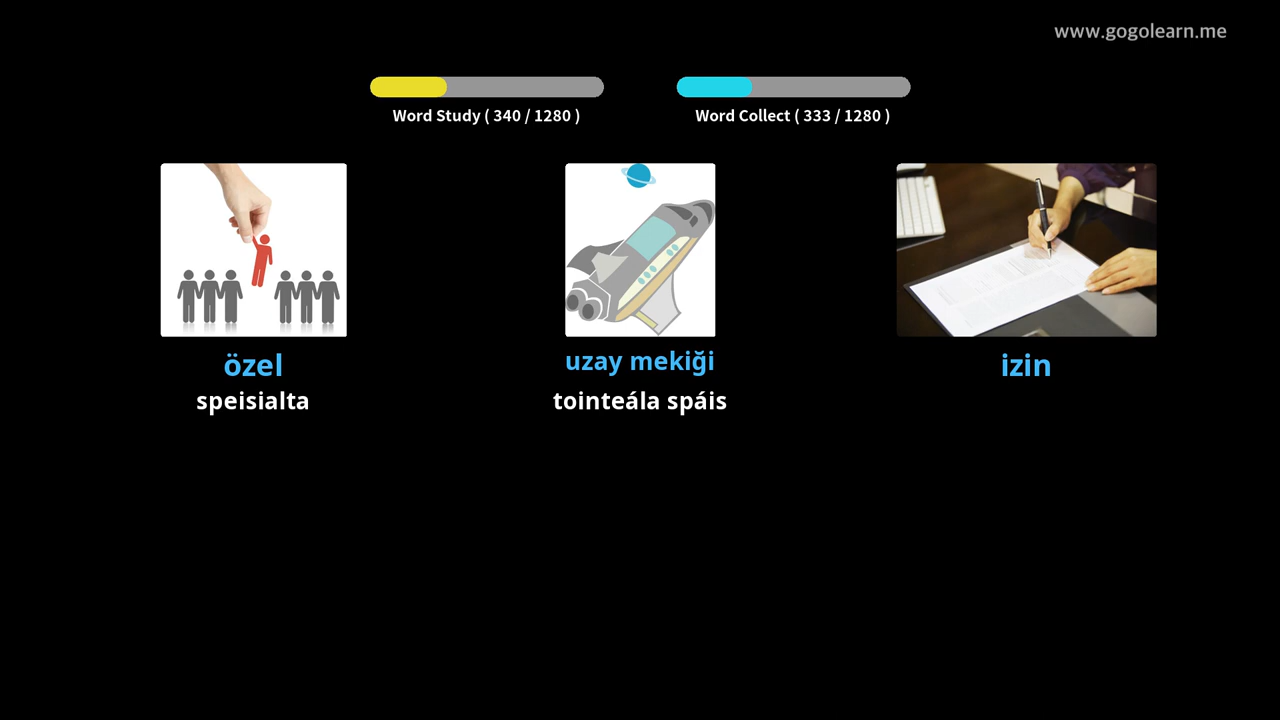 www.gogolearn.me
Word Study ( 340 / 1280 )
Word Collect ( 333 / 1280 )
özel
uzay mekiği
izin
speisialta
tointeála spáis